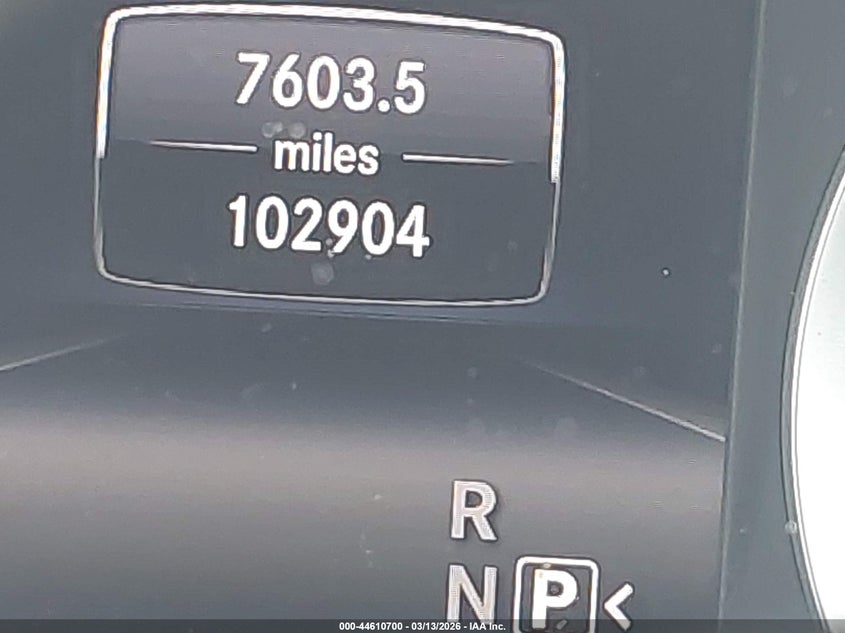 7603.5
miles
102904
R
N P <
000-44610700 - 03/13/2026 - IAA Inc.